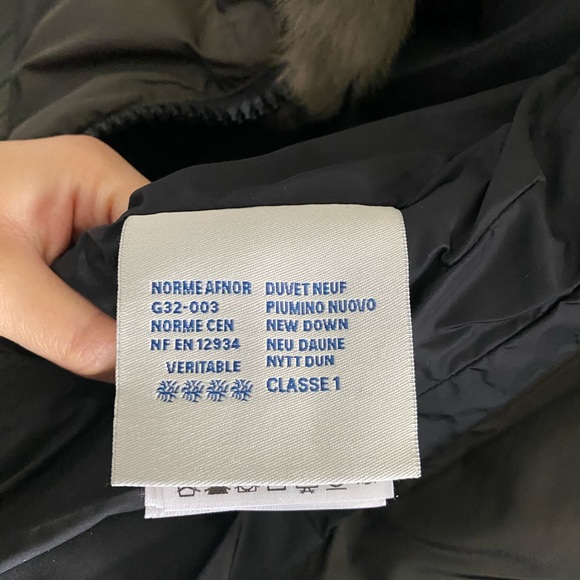 NORME AFNOR
G32-003
NORME CEN
NF EN 12934
VERITABLE
DUVET NEUF
PIUMINO NUOVO
NEW DOWN
NEU DAUNE
NYTT DUN
CLASSE 1